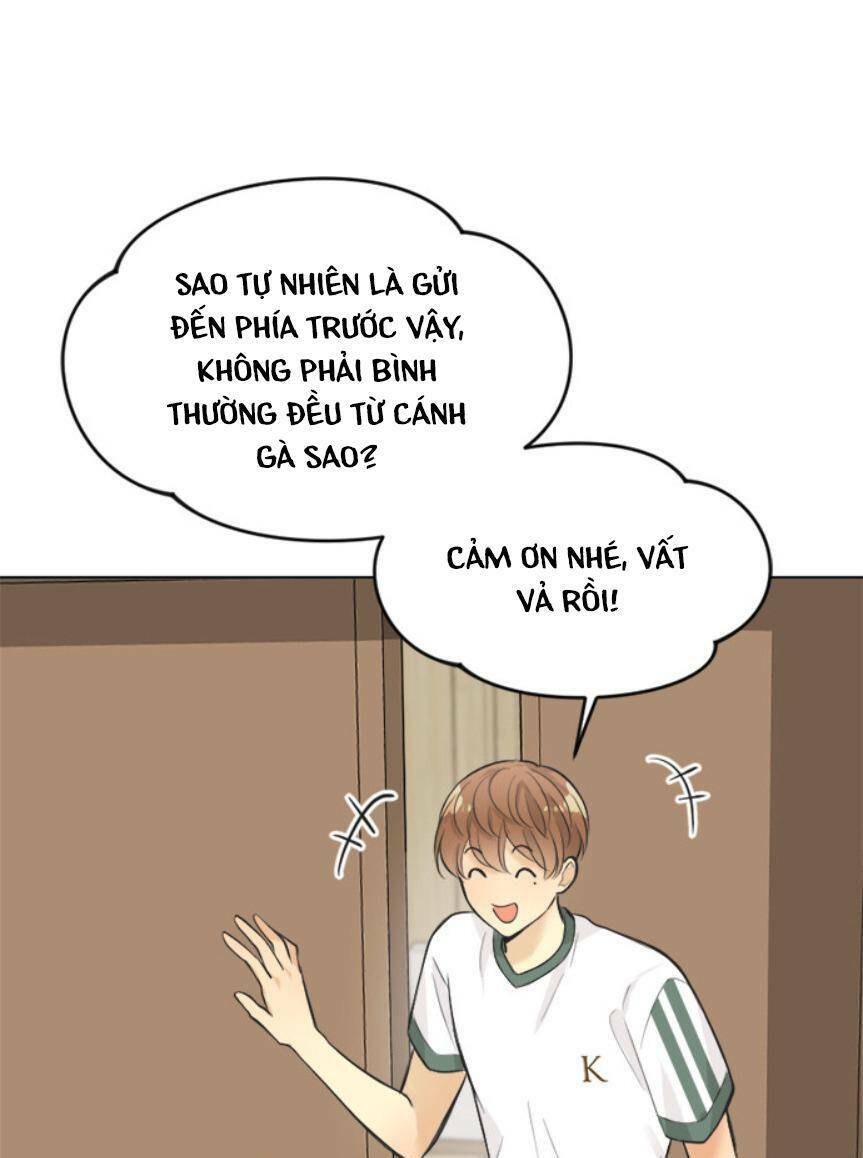 SAO TỰ NHIÊN LÀ GỬI
ĐẾN PHÍA TRƯỚC VẬY,
KHÔNG PHẢI BÌNH
THƯỜNG ĐỀU TỪ CÁNH
GÀ SAO?
CẢM ƠN NHÉ, VẤT
VẢ RỒI!
K